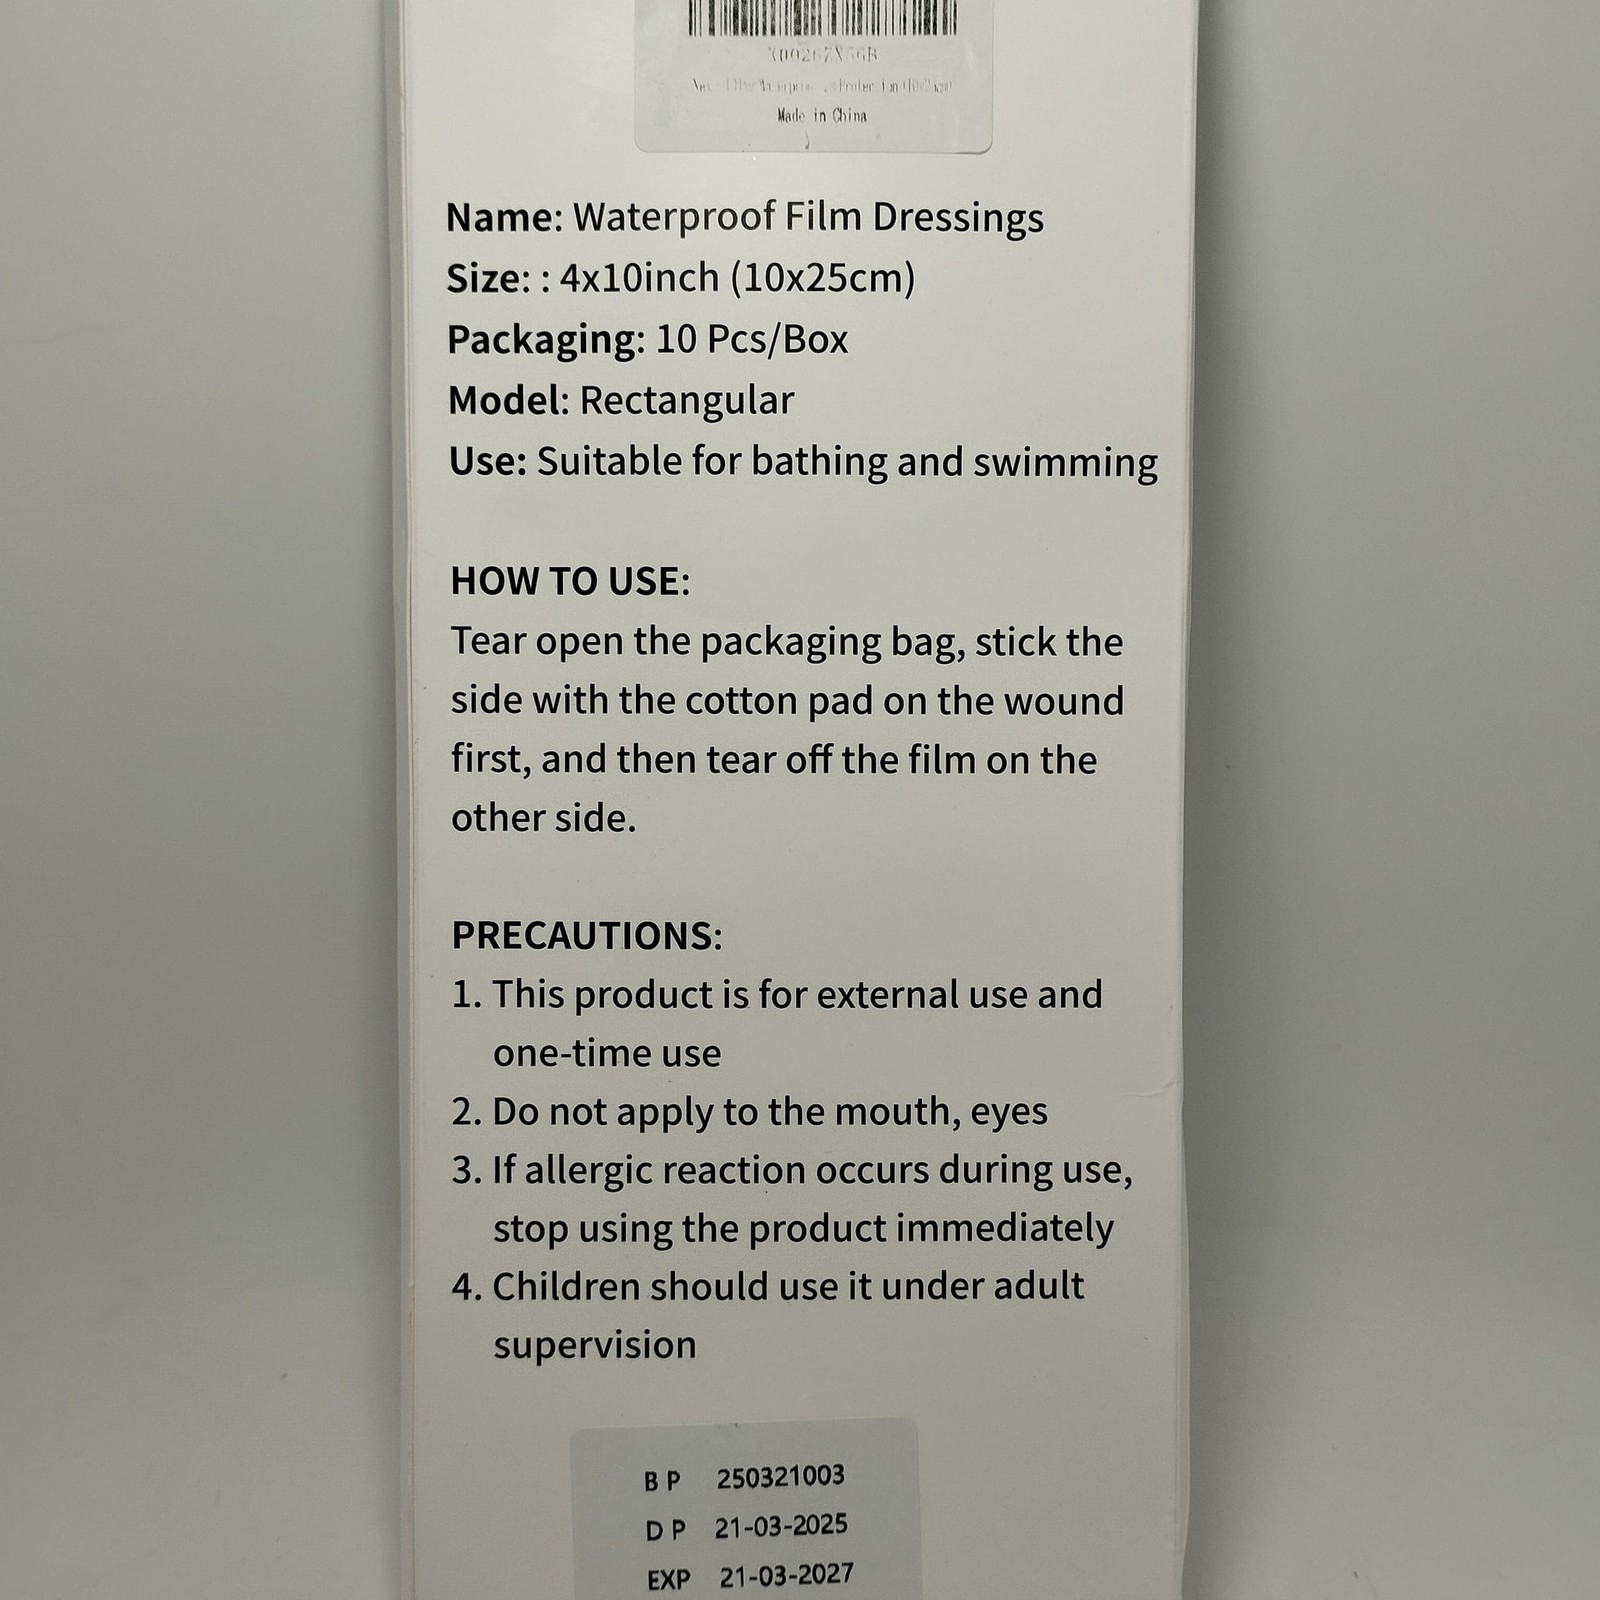 Made in China
Name: Waterproof Film Dressings
Size: : 4x10inch (10x25cm)
Packaging: 10 Pcs/Box
Model: Rectangular
Use: Suitable for bathing and swimming
HOW TO USE:
Tear open the packaging bag, stick the
side with the cotton pad on the wound
first, and then tear off the film on the
other side.
PRECAUTIONS:
1. This product is for external use and
one-time use
2. Do not apply to the mouth, eyes
3. If allergic reaction occurs during use,
stop using the product immediately
4. Children should use it under adult
supervision
B P 250321003
D P 21-03-2025
EXP 21-03-2027